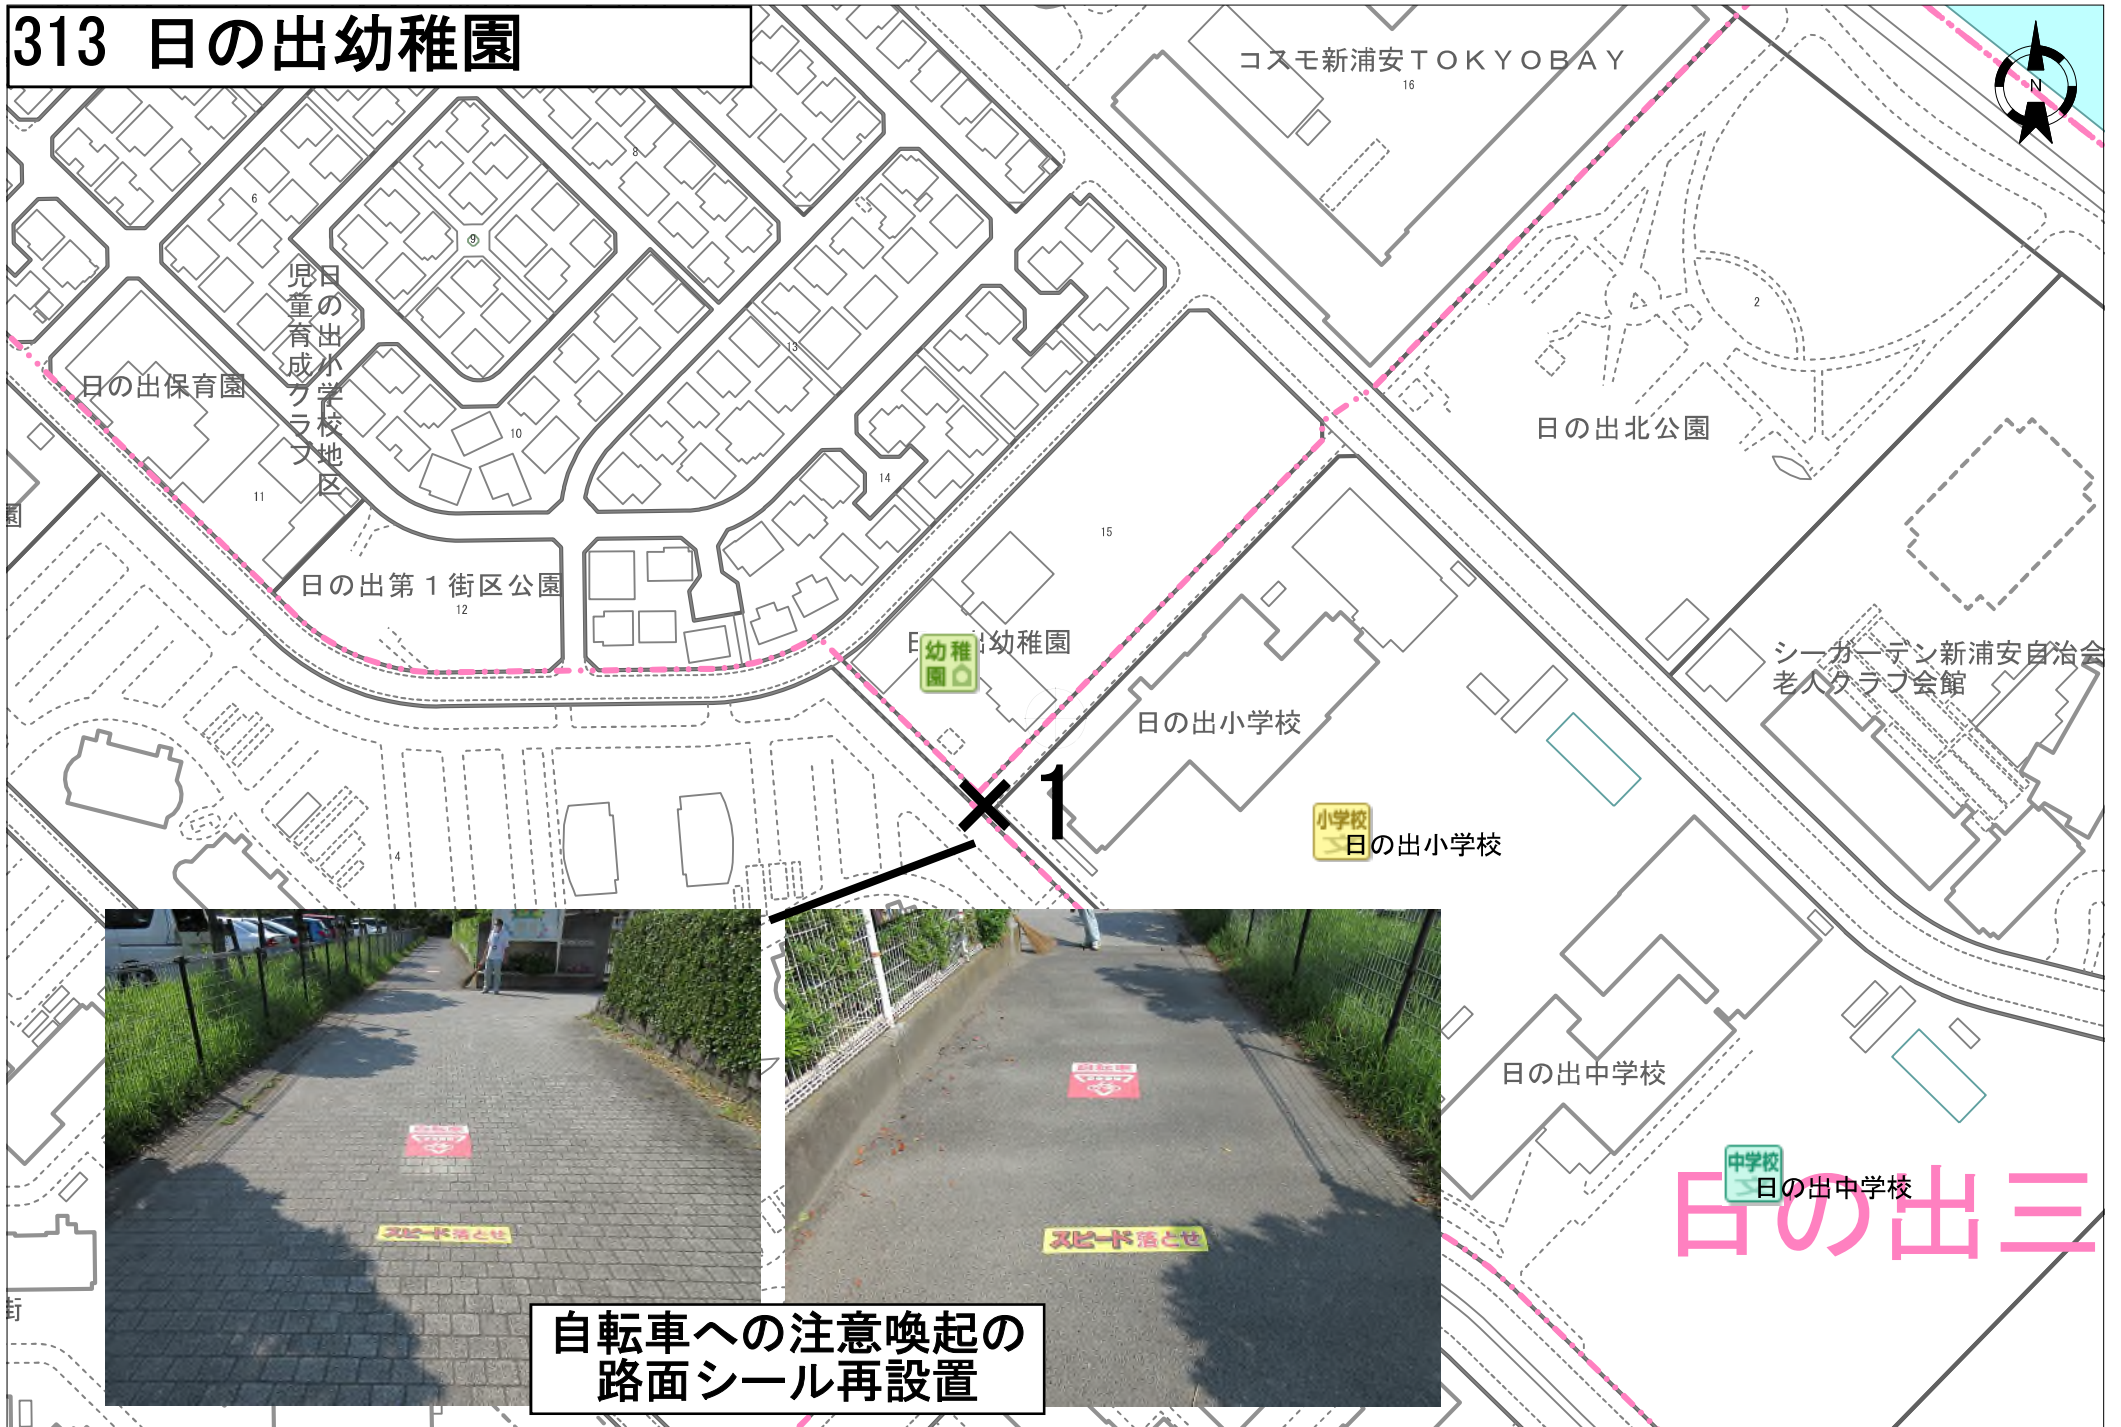 313 日の出幼稚園
コスモ新浦安TOKYOBAY
16
N
8
6
9
2
児童育成クラブ
日の出小学校地区
13
日の出保育園
10
日の出北公園
14
11
園
15
日の出第1街区公園
12
幼稚園
幼稚園
シーガーデン新浦安自治会
老人クラブ会館
日の出小学校
1
小学校
日の出小学校
4
日の出中学校
中学校
日の出中学校
日の出三
自転車
スピード落とせ
自転車
スピード落とせ
街
自転車への注意喚起の
路面シール再設置